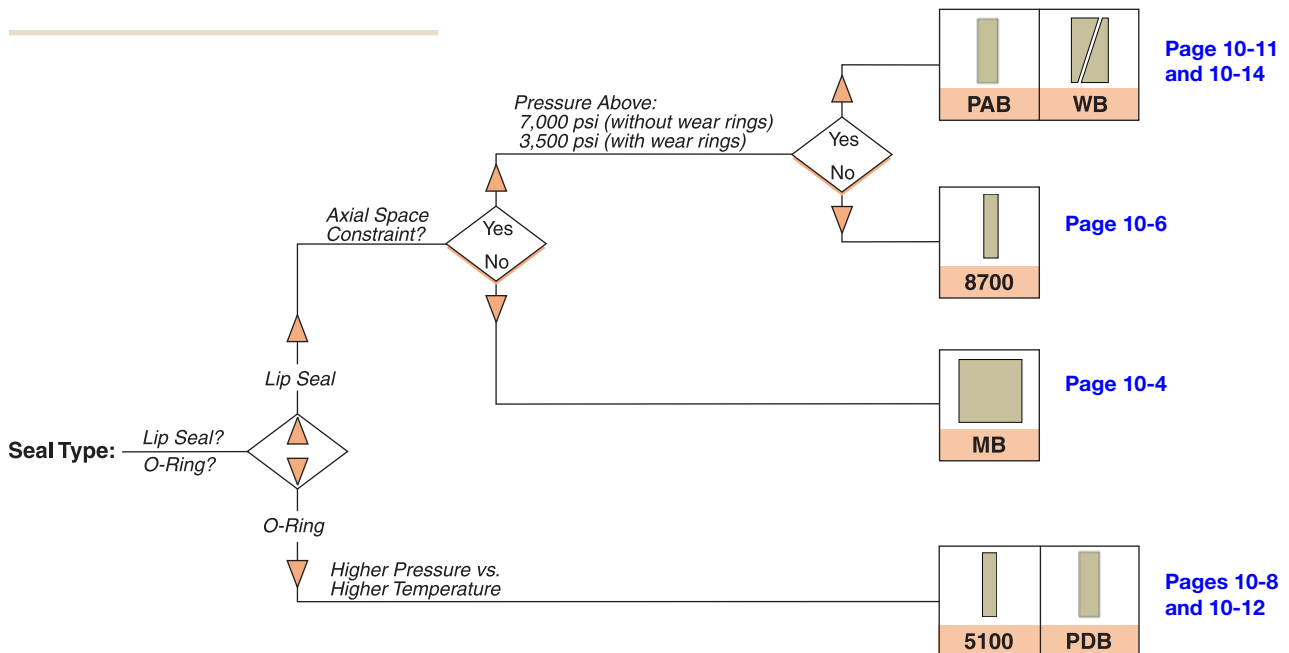 Page 10-11
and 10-14
PAB
WB
Pressure Above:
7,000 psi (without wear rings)
3,500 psi (with wear rings)
Yes
No
Page 10-6
8700
Axial Space
Constraint?
Yes
No
Page 10-4
MB
Lip Seal
Seal Type:
Lip Seal?
O-Ring?
O-Ring
Higher Pressure vs.
Higher Temperature
Pages 10-8
and 10-12
5100
PDB